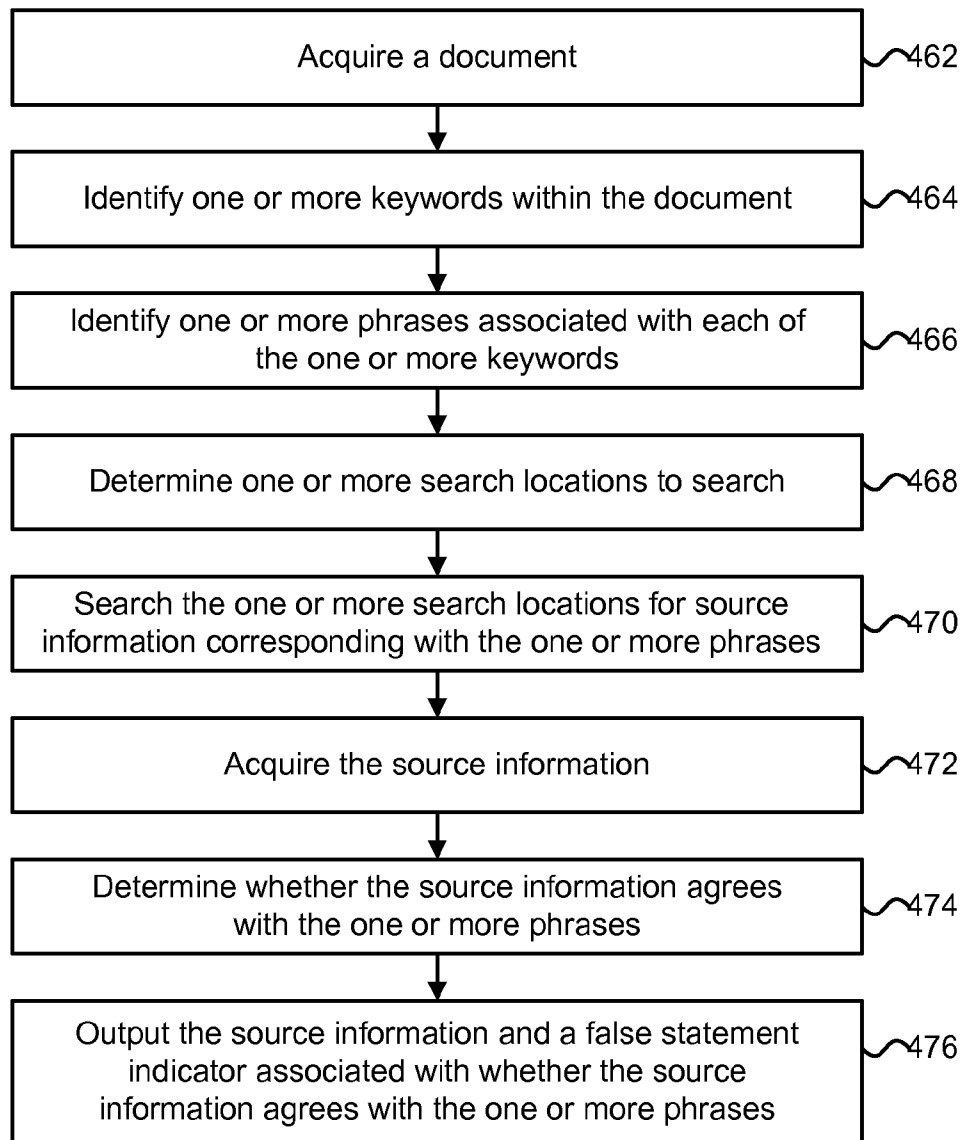 Acquire a document
462
Identify one or more keywords within the document
464
Identify one or more phrases associated with each of
the one or more keywords
466
Determine one or more search locations to search
468
Search the one or more search locations for source
information corresponding with the one or more phrases
470
Acquire the source information
472
Determine whether the source information agrees
with the one or more phrases
474
Output the source information and a false statement
indicator associated with whether the source
information agrees with the one or more phrases
476